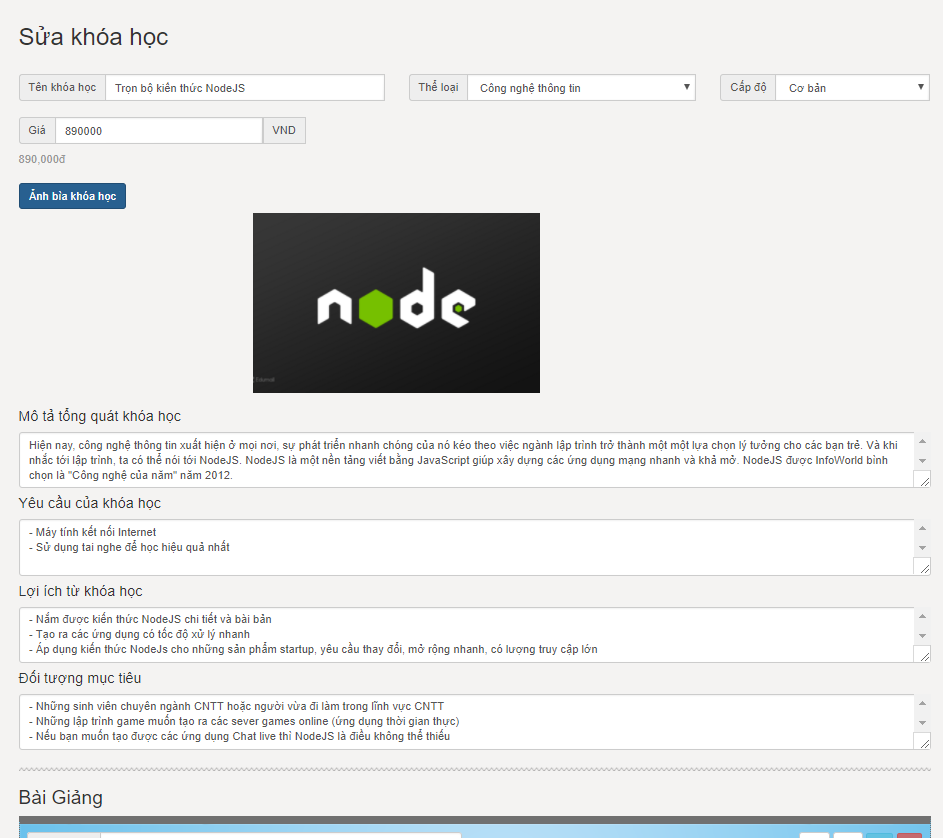 Sửa khóa học
Tên khóa học Trọn bộ kiến thức NodeJS Thể loại Công nghệ thông tin Cấp độ Cơ bản
Giá 890000 VND
890,000đ
Ảnh bìa khóa học
node
Mô tả tổng quát khóa học
Hiện nay, công nghệ thông tin xuất hiện ở mọi nơi, sự phát triển nhanh chóng của nó kéo theo việc ngành lập trình trở thành một một lựa chọn lý tưởng cho các bạn trẻ. Và khi
nhắc tới lập trình, ta có thể nói tới NodeJS. NodeJS là một nền tảng viết bằng JavaScript giúp xây dựng các ứng dụng mạng nhanh và khả mở. NodeJS được InfoWorld bình
chọn là "Công nghệ của năm" năm 2012.
Yêu cầu của khóa học
- Máy tính kết nối Internet
- Sử dụng tai nghe để học hiệu quả nhất
Lợi ích từ khóa học
- Nắm được kiến thức NodeJS chi tiết và bài bản
- Tạo ra các ứng dụng có tốc độ xử lý nhanh
- Áp dụng kiến thức NodeJs cho những sản phẩm startup, yêu cầu thay đổi, mở rộng nhanh, có lượng truy cập lớn
Đối tượng mục tiêu
- Những sinh viên chuyên ngành CNTT hoặc người vừa đi làm trong lĩnh vực CNTT
- Những lập trình game muốn tạo ra các sever games online (ứng dụng thời gian thực)
- Nếu bạn muốn tạo được các ứng dụng Chat live thì NodeJS là điều không thể thiếu
Bài Giảng